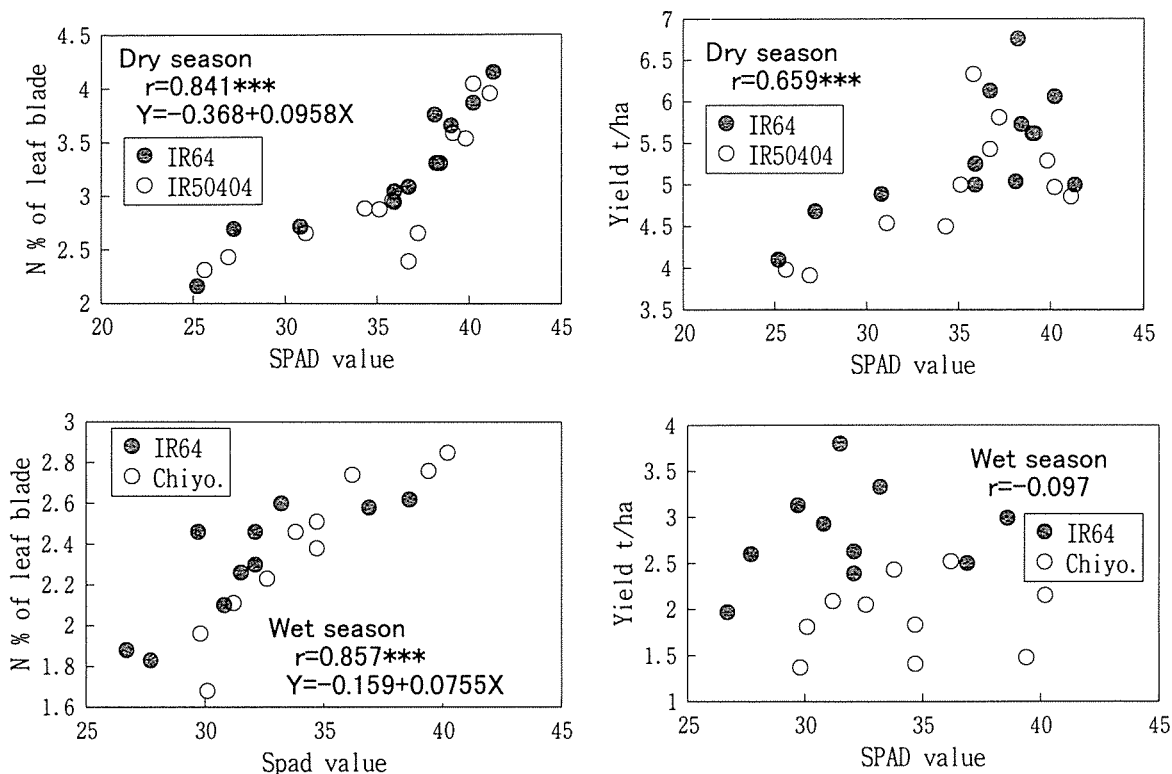 N % of leaf blade
4.5
4
3.5
3
2.5
2
Dry season
r=0.841***
Y=-0.368+0.0958X
IR64
IR50404
20 25 30 35 40 45
SPAD value
Yield t/ha
7
6.5
6
5.5
5
4.5
4
3.5
Dry season
r=0.659***
IR64
IR50404
20 25 30 35 40 45
SPAD value
N % of leaf blade
3
2.8
2.6
2.4
2.2
2
1.8
1.6
IR64
Chiyo.
Wet season
r=0.857***
Y=-0.159+0.0755X
25 30 35 40 45
Spad value
Yield t/ha
4
3.5
3
2.5
2
1.5
1
Wet season
r=-0.097
IR64
Chiyo.
25 30 35 40 45
SPAD value